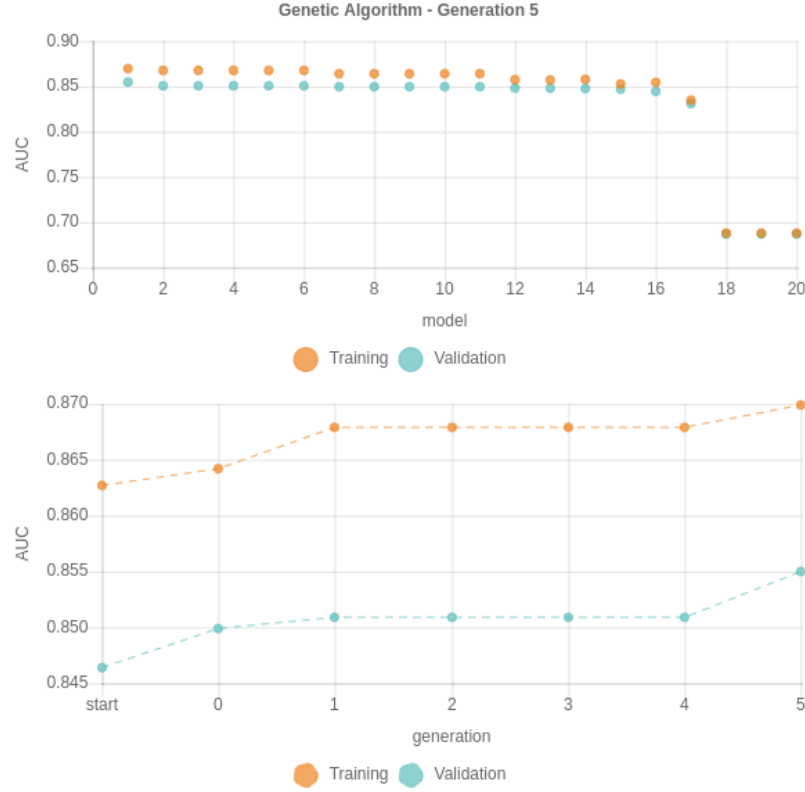 Genetic Algorithm - Generation 5
0.90
0.85
0.80
0.75
0.70
0.65
AUC
0 2 4 6 8 10 12 14 16 18 20
model
Training Validation
0.870
0.865
0.860
0.855
0.850
0.845
AUC
start 0 1 2 3 4 5
generation
Training Validation